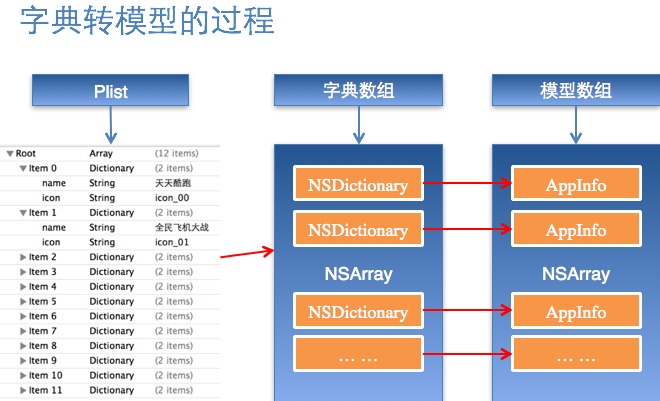 字典转模型的过程
Plist
字典数组
模型数组
Root Array (12 items)
Item 0 Dictionary (2 items)
name String 天天酷跑
icon String icon_00
Item 1 Dictionary (2 items)
name String 全民飞机大战
icon String icon_01
Item 2 Dictionary (2 items)
Item 3 Dictionary (2 items)
Item 4 Dictionary (2 items)
Item 5 Dictionary (2 items)
Item 6 Dictionary (2 items)
Item 7 Dictionary (2 items)
Item 8 Dictionary (2 items)
Item 9 Dictionary (2 items)
Item 10 Dictionary (2 items)
Item 11 Dictionary (2 items)
NSDictionary
NSDictionary
NSArray
NSDictionary
... ...
AppInfo
AppInfo
NSArray
AppInfo
... ...